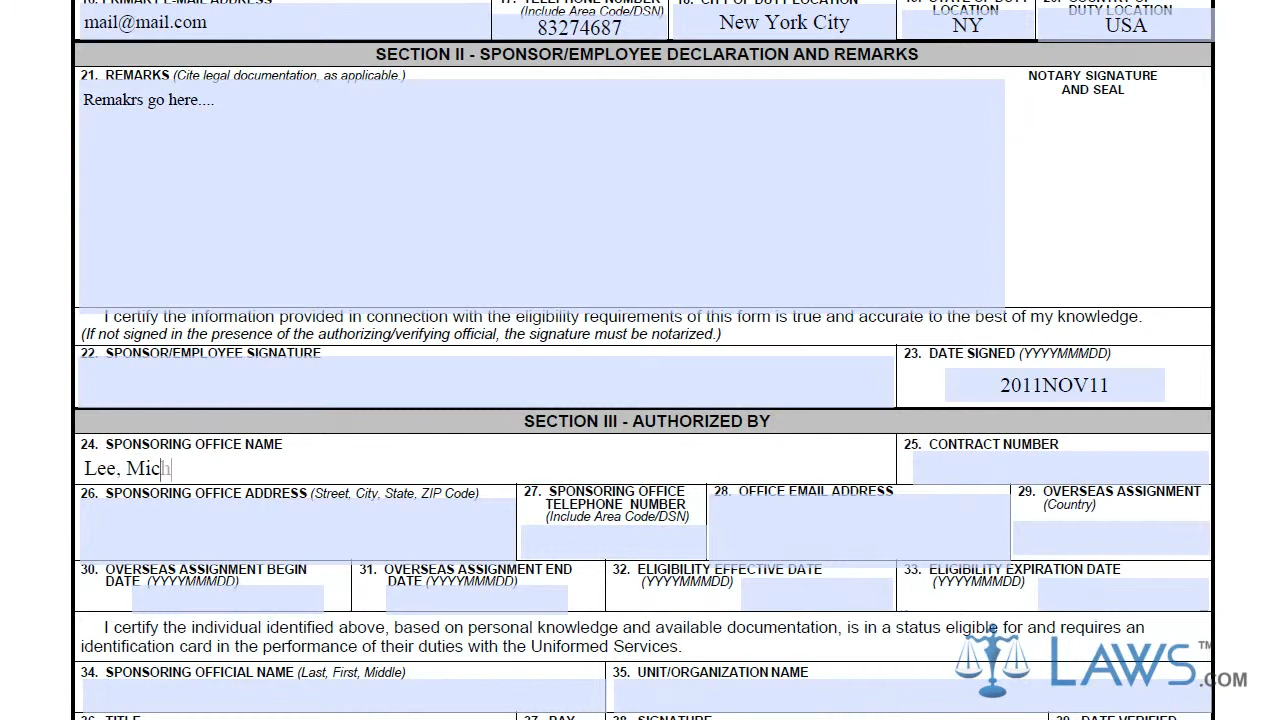 mail@mail.com
(Include Area Code/DSN)
83274687
New York City
LOCATION
NY
DUTY LOCATION
USA
SECTION II - SPONSOR/EMPLOYEE DECLARATION AND REMARKS
21. REMARKS (Cite legal documentation, as applicable.)
Remakrs go here....
NOTARY SIGNATURE
AND SEAL
I certify the information provided in connection with the eligibility requirements of this form is true and accurate to the best of my knowledge.
(If not signed in the presence of the authorizing/verifying official, the signature must be notarized.)
22. SPONSOR/EMPLOYEE SIGNATURE
23. DATE SIGNED (YYYYMMMDD)
2011NOV11
SECTION III - AUTHORIZED BY
24. SPONSORING OFFICE NAME
Lee, Mich
25. CONTRACT NUMBER
26. SPONSORING OFFICE ADDRESS (Street, City, State, ZIP Code)
27. SPONSORING OFFICE
TELEPHONE NUMBER
(Include Area Code/DSN)
28. OFFICE EMAIL ADDRESS
29. OVERSEAS ASSIGNMENT
(Country)
30. OVERSEAS ASSIGNMENT BEGIN
DATE (YYYYMMMDD)
31. OVERSEAS ASSIGNMENT END
DATE (YYYYMMMDD)
32. ELIGIBILITY EFFECTIVE DATE
(YYYYMMMDD)
33. ELIGIBILITY EXPIRATION DATE
(YYYYMMMDD)
I certify the individual identified above, based on personal knowledge and available documentation, is in a status eligible for and requires an
identification card in the performance of their duties with the Uniformed Services.
34. SPONSORING OFFICIAL NAME (Last, First, Middle)
35. UNIT/ORGANIZATION NAME
LAWS.COM™